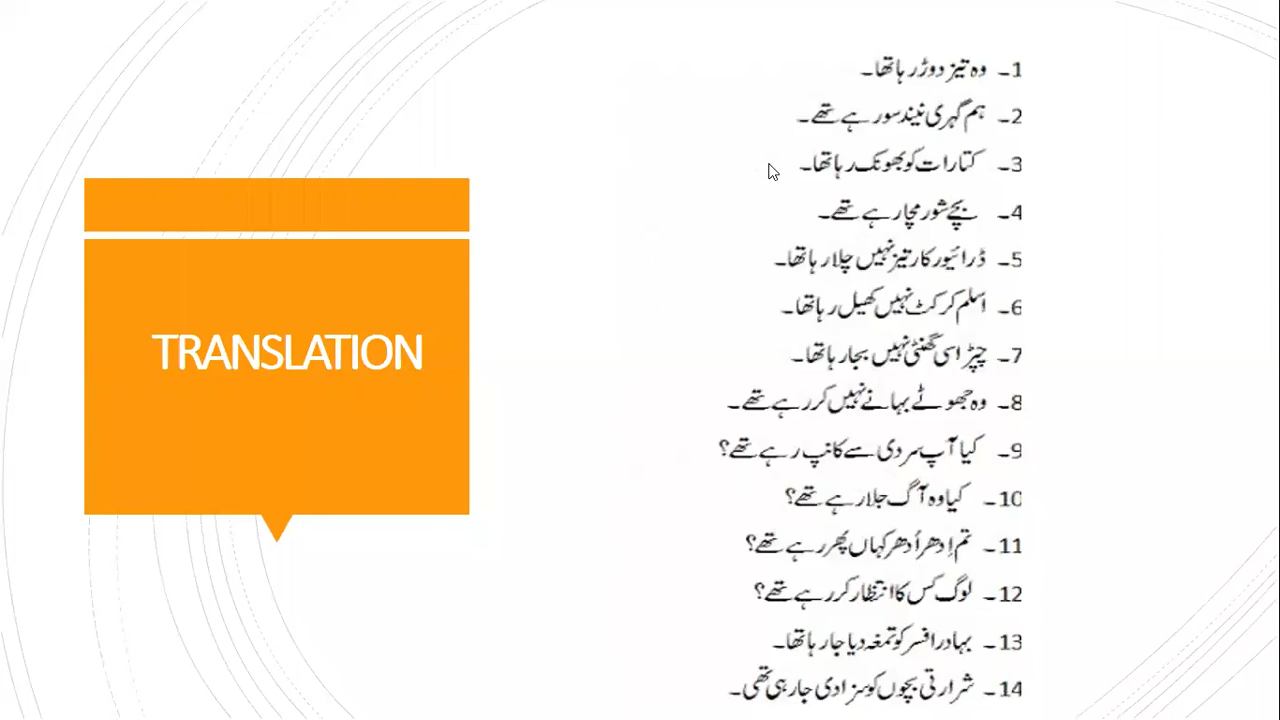 TRANSLATION
1۔ وہ تیز دوڑ رہا تھا۔
2۔ ہم گہری نیند سو رہے تھے۔
3۔ کتا رات کو بھونک رہا تھا۔
4۔ بچے شور مچا رہے تھے۔
5۔ ڈرائیور کار تیز نہیں چلا رہا تھا۔
6۔ اسلم کرکٹ نہیں کھیل رہا تھا۔
7۔ چپڑاسی گھنٹی نہیں بجا رہا تھا۔
8۔ وہ جھوٹے بہانے نہیں کر رہے تھے۔
9۔ کیا آپ سردی سے کانپ رہے تھے؟
10۔ کیا وہ آگ جلا رہے تھے؟
11۔ تم اِدھر اُدھر کہاں پھر رہے تھے؟
12۔ لوگ کس کا انتظار کر رہے تھے؟
13۔ بہادر افسر کو تمغہ دیا جا رہا تھا۔
14۔ شرارتی بچوں کو سزا دی جا رہی تھی۔